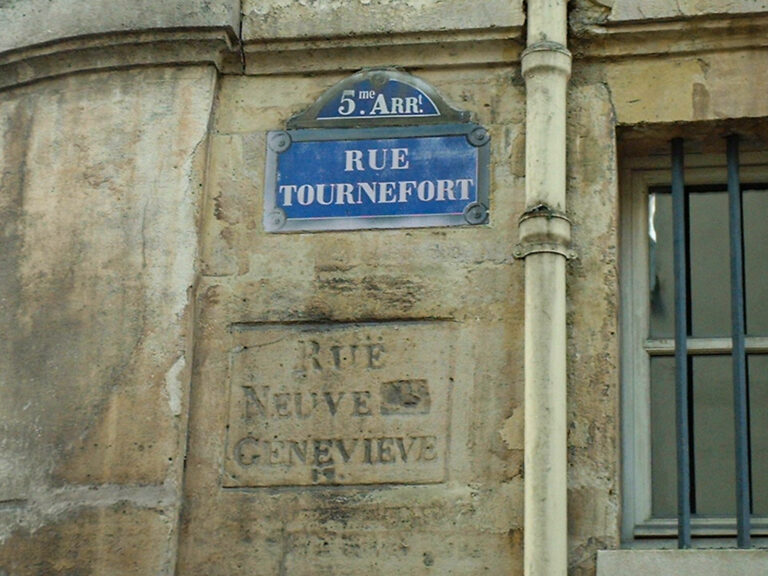 5me. ARRt.
RUE
TOURNEFORT
RUE
NEUVE
GENEVIEVE